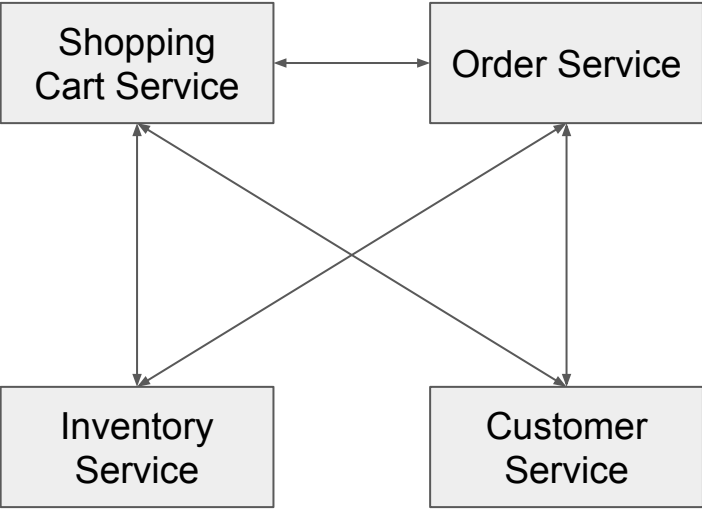 Shopping
Cart Service
Order Service
Inventory
Service
Customer
Service